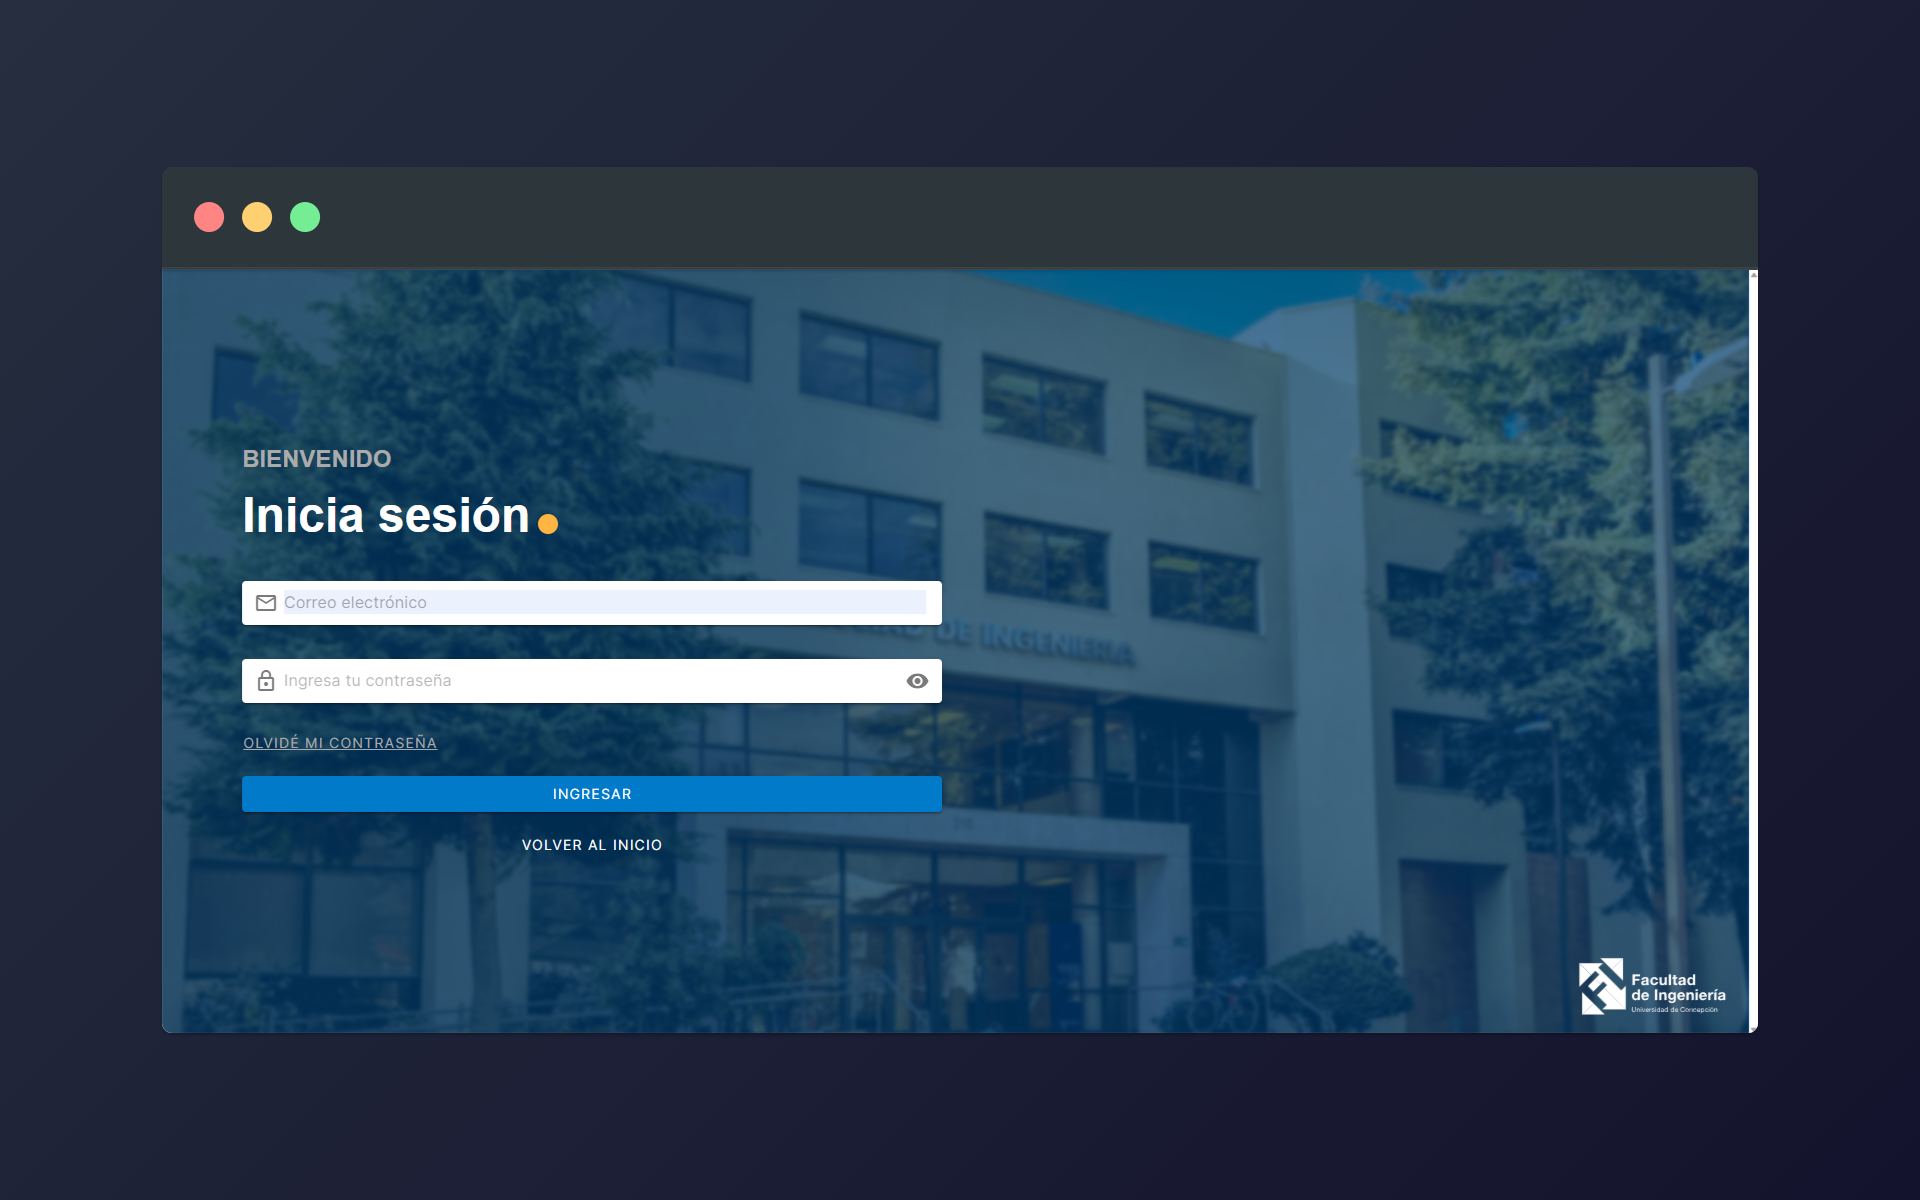 BIENVENIDO
Inicia sesión
Correo electrónico
DE INGENIERIA
Ingresa tu contraseña
OLVIDÉ MI CONTRASEÑA
INGRESAR
VOLVER AL INICIO
Facultad
de Ingeniería
Universidad de Concepción